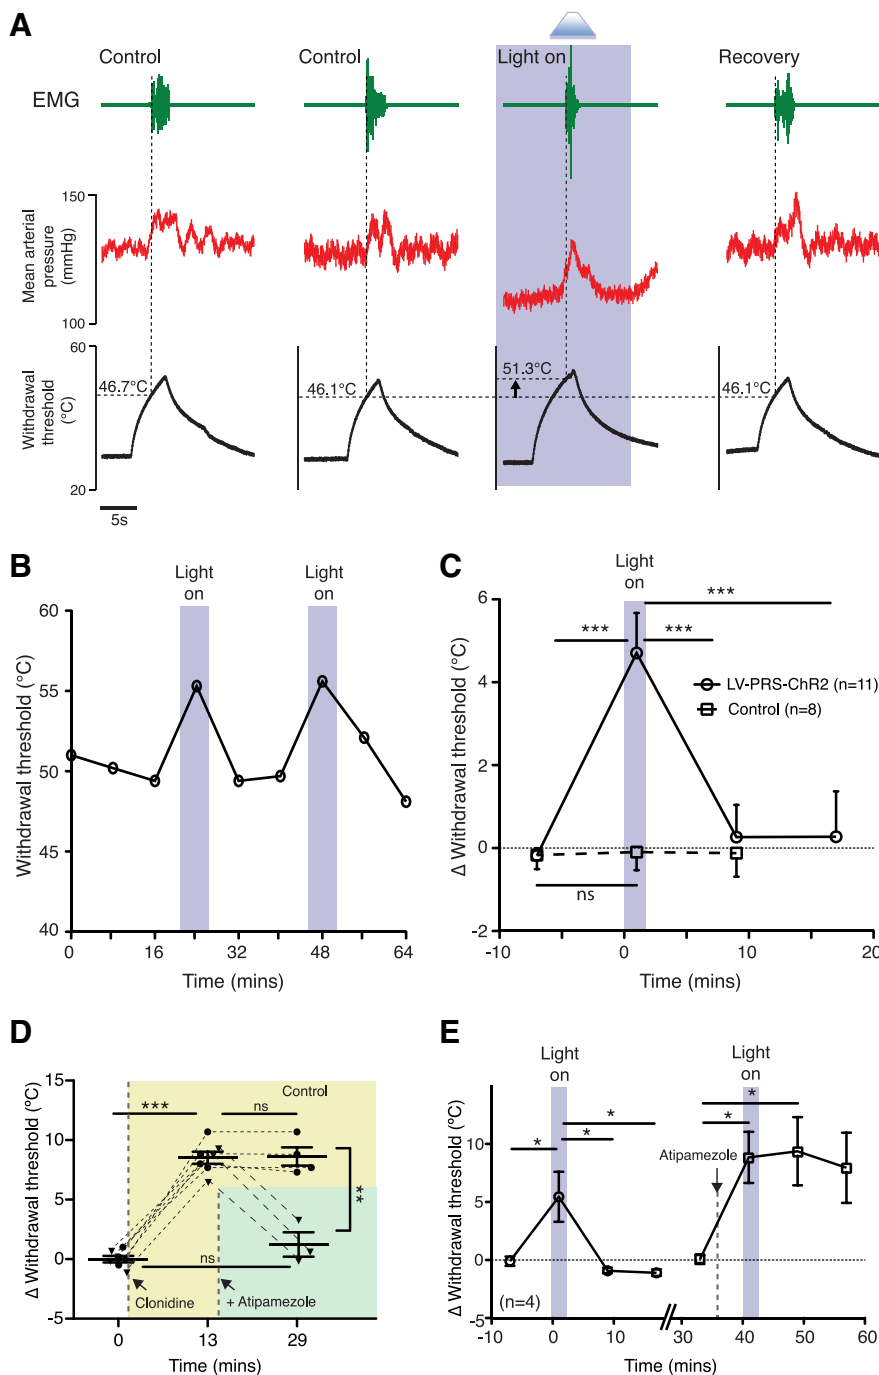 A
Control
Control
Light on
Recovery
EMG
Mean arterial
pressure
(mmHg)
150
100
Withdrawal
threshold
(°C)
60
20
46.7°C
46.1°C
51.3°C
46.1°C
5s
B
Light
on
Light
on
Withdrawal threshold (°C)
60
55
50
45
40
0
16
32
48
64
Time (mins)
C
Light
on
***
***
***
LV-PRS-ChR2 (n=11)
Control (n=8)
ns
Δ Withdrawal threshold (°C)
6
4
2
0
-2
-10
0
10
20
Time (mins)
D
Δ Withdrawal threshold (°C)
15
10
5
0
-5
Control
***
ns
**
ns
Clonidine
+ Atipamezole
0
13
29
Time (mins)
E
Light
on
Light
on
Δ Withdrawal threshold (°C)
10
5
0
-5
*
*
*
*
*
Atipamezole
(n=4)
-10
0
10
30
40
50
60
Time (mins)